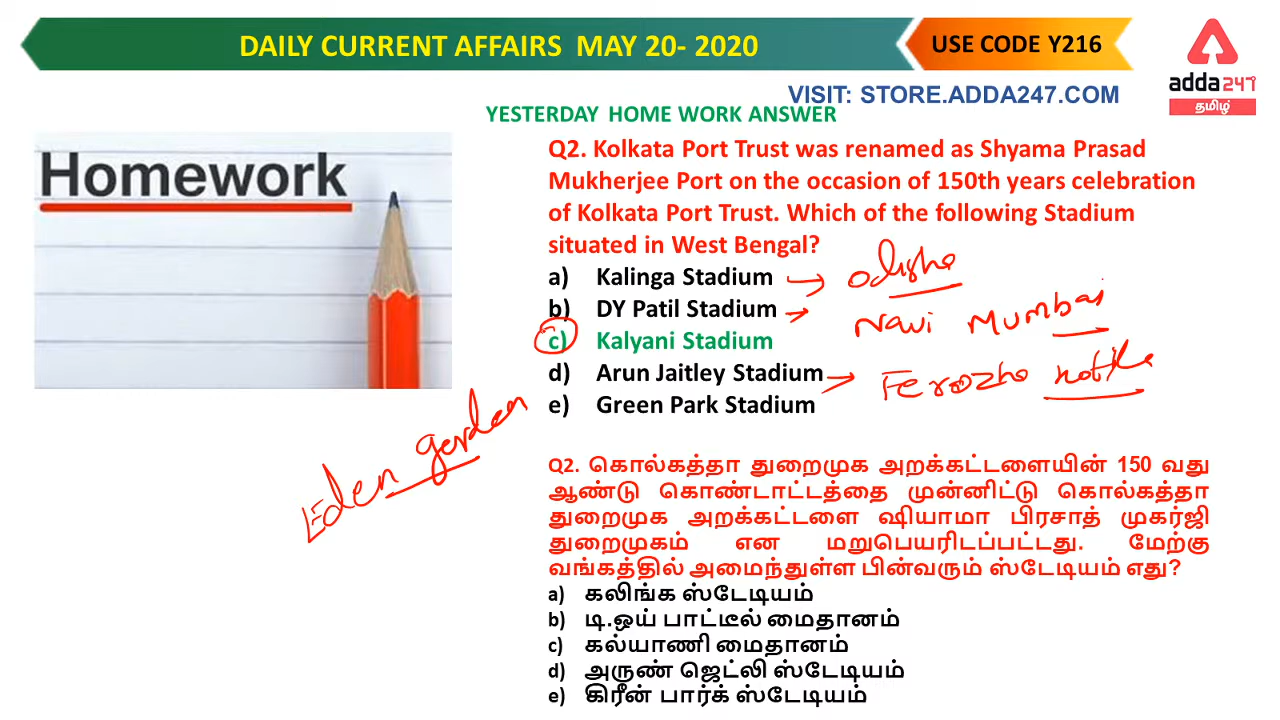 DAILY CURRENT AFFAIRS MAY 20- 2020
USE CODE Y216
adda247
தமிழ்
VISIT: STORE.ADDA247.COM
YESTERDAY HOME WORK ANSWER
Homework
Q2. Kolkata Port Trust was renamed as Shyama Prasad
Mukherjee Port on the occasion of 150th years celebration
of Kolkata Port Trust. Which of the following Stadium
situated in West Bengal?
a) Kalinga Stadium odisha
b) DY Patil Stadium Navi Mumbai
c) Kalyani Stadium
d) Arun Jaitley Stadium
e) Green Park Stadium
Eden garden
Q2. கொல்கத்தா துறைமுக அறக்கட்டளையின் 150 வது
ஆண்டு கொண்டாட்டத்தை முன்னிட்டு கொல்கத்தா
துறைமுக அறக்கட்டளை ஷியாமா பிரசாத் முகர்ஜி
துறைமுகம் என மறுபெயரிடப்பட்டது. மேற்கு
வங்கத்தில் அமைந்துள்ள பின்வரும் ஸ்டேடியம் எது?
a) கலிங்க ஸ்டேடியம்
b) டி.ஒய் பாட்டீல் மைதானம்
c) கல்யாணி மைதானம்
d) அருண் ஜெட்லி ஸ்டேடியம்
e) கிரீன் பார்க் ஸ்டேடியம்